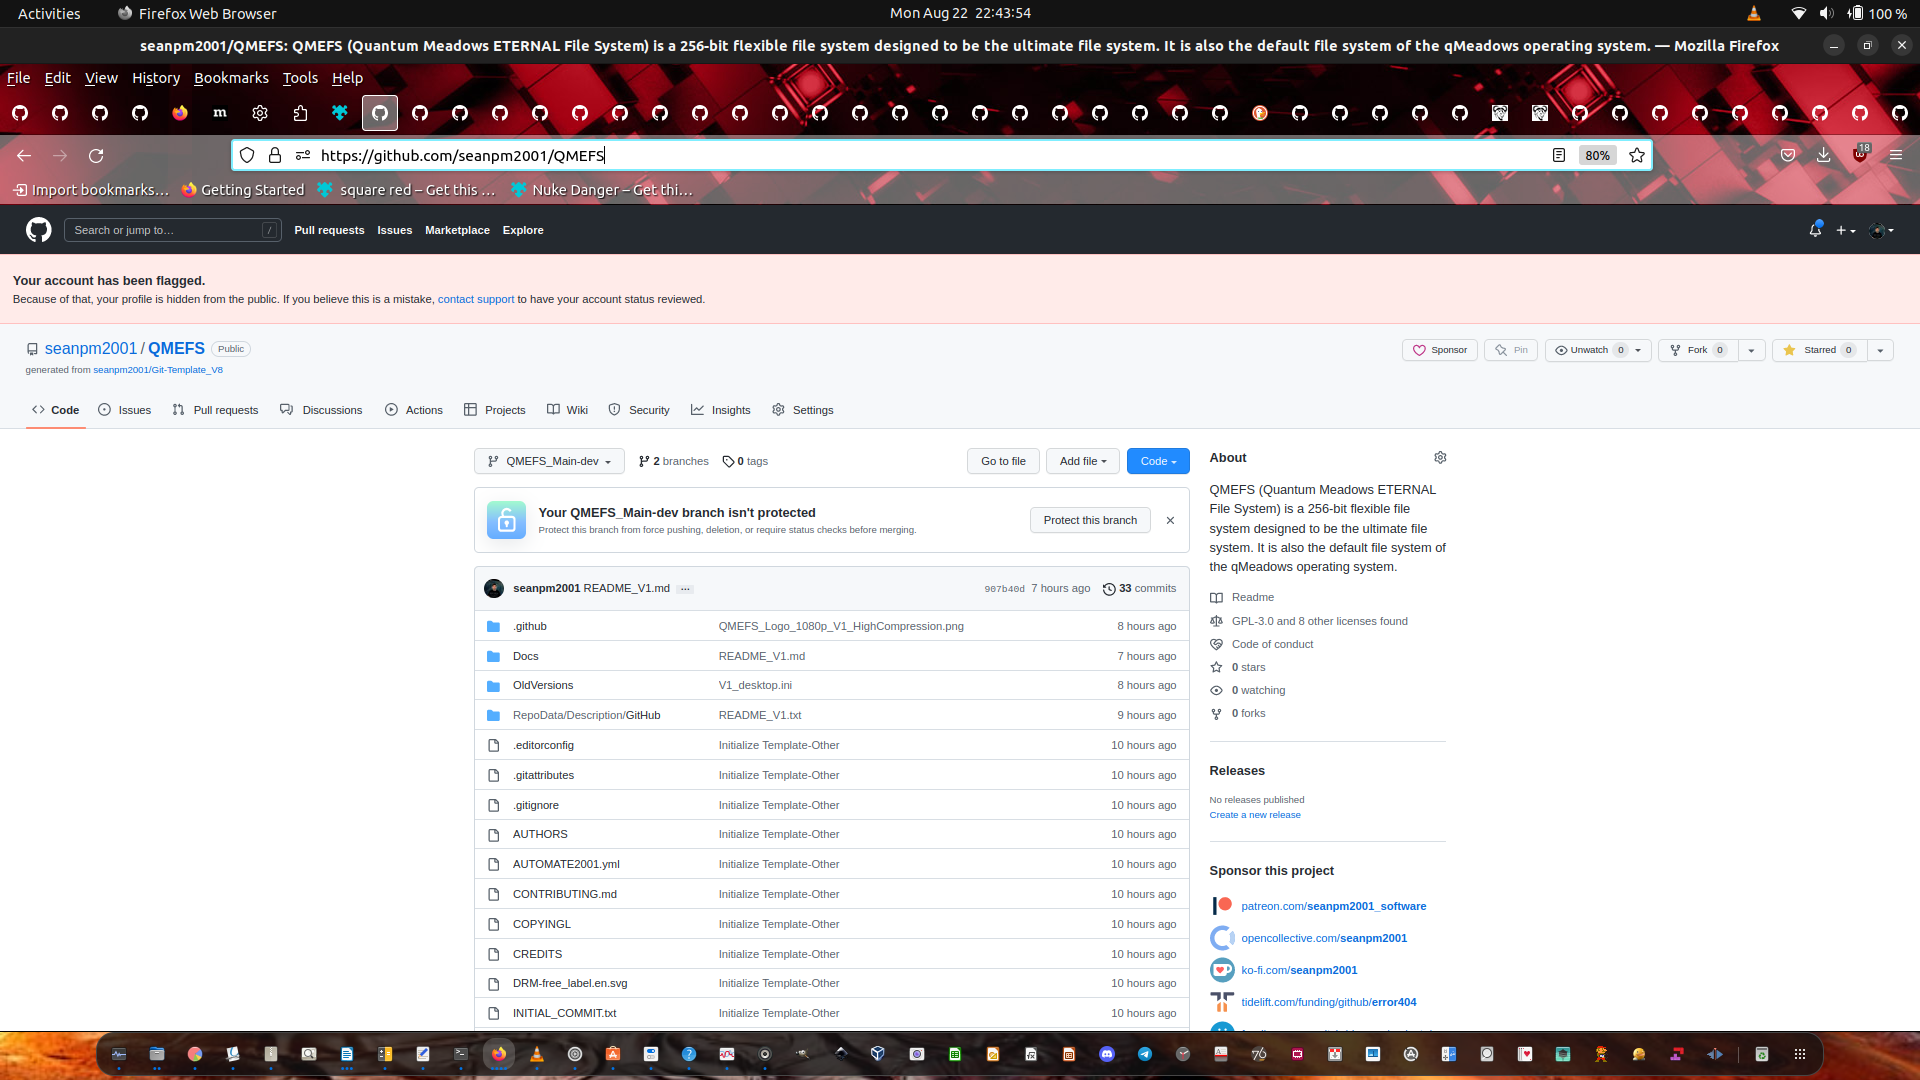 Activities
Firefox Web Browser
Mon Aug 22 22:43:54
100 %
seanpm2001/QMEFS: QMEFS (Quantum Meadows ETERNAL File System) is a 256-bit flexible file system designed to be the ultimate file system. It is also the default file system of the qMeadows operating system. — Mozilla Firefox
File Edit View History Bookmarks Tools Help
https://github.com/seanpm2001/QMEFS
80%
18
Import bookmarks…
Getting Started
square red – Get this …
Nuke Danger – Get thi…
Search or jump to…
/
Pull requests Issues Marketplace Explore
Your account has been flagged.
Because of that, your profile is hidden from the public. If you believe this is a mistake, contact support to have your account status reviewed.
seanpm2001 / QMEFS Public
Sponsor Pin Unwatch 0 Fork 0 Starred 0
generated from seanpm2001/Git-Template_V8
Code Issues Pull requests Discussions Actions Projects Wiki Security Insights Settings
QMEFS_Main-dev 2 branches 0 tags Go to file Add file Code
Your QMEFS_Main-dev branch isn't protected
Protect this branch from force pushing, deletion, or require status checks before merging.
Protect this branch
seanpm2001 README_V1.md ... 907b40d 7 hours ago 33 commits
.github QMEFS_Logo_1080p_V1_HighCompression.png 8 hours ago
Docs README_V1.md 7 hours ago
OldVersions V1_desktop.ini 8 hours ago
RepoData/Description/GitHub README_V1.txt 9 hours ago
.editorconfig Initialize Template-Other 10 hours ago
.gitattributes Initialize Template-Other 10 hours ago
.gitignore Initialize Template-Other 10 hours ago
AUTHORS Initialize Template-Other 10 hours ago
AUTOMATE2001.yml Initialize Template-Other 10 hours ago
CONTRIBUTING.md Initialize Template-Other 10 hours ago
COPYINGL Initialize Template-Other 10 hours ago
CREDITS Initialize Template-Other 10 hours ago
DRM-free_label.en.svg Initialize Template-Other 10 hours ago
INITIAL_COMMIT.txt Initialize Template-Other 10 hours ago
About
QMEFS (Quantum Meadows ETERNAL
File System) is a 256-bit flexible file
system designed to be the ultimate file
system. It is also the default file system of
the qMeadows operating system.
Readme
GPL-3.0 and 8 other licenses found
Code of conduct
0 stars
0 watching
0 forks
Releases
No releases published
Create a new release
Sponsor this project
patreon.com/seanpm2001_software
opencollective.com/seanpm2001
ko-fi.com/seanpm2001
tidelift.com/funding/github/error404